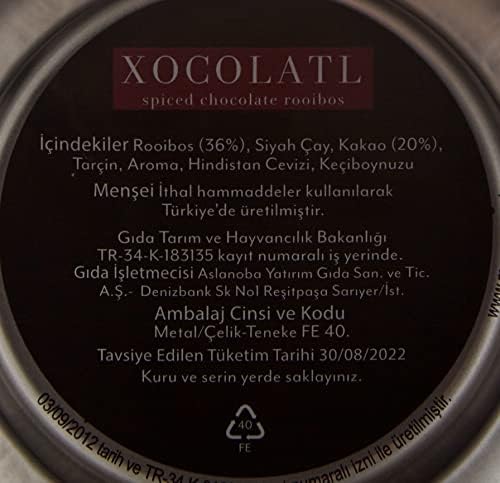 XOCOLATL
spiced chocolate rooibos
İçindekiler Rooibos (36%), Siyah Çay, Kakao (20%),
Tarçin, Aroma, Hindistan Cevizi, Keçiboynuzu
Menşei İthal hammaddeler kullanılarak
Türkiye'de üretilmiştir.
Gıda Tarım ve Hayvancılık Bakanlığı
TR-34-K-183135 kayıt numaralı iş yerinde.
Gıda İşletmecisi Aslanoba Yatırım Gıda San. ve Tic.
A.Ş.- Denizbank Sk No1 Reşitpaşa Sarıyer/İst.
Ambalaj Cinsi ve Kodu
Metal/Çelik-Teneke FE 40.
Tavsiye Edilen Tüketim Tarihi 30/08/2022
Kuru ve serin yerde saklayınız.
40
FE
03/09/2012 tarih ve TR-34-K numaralı izni ile üretilmiştir.